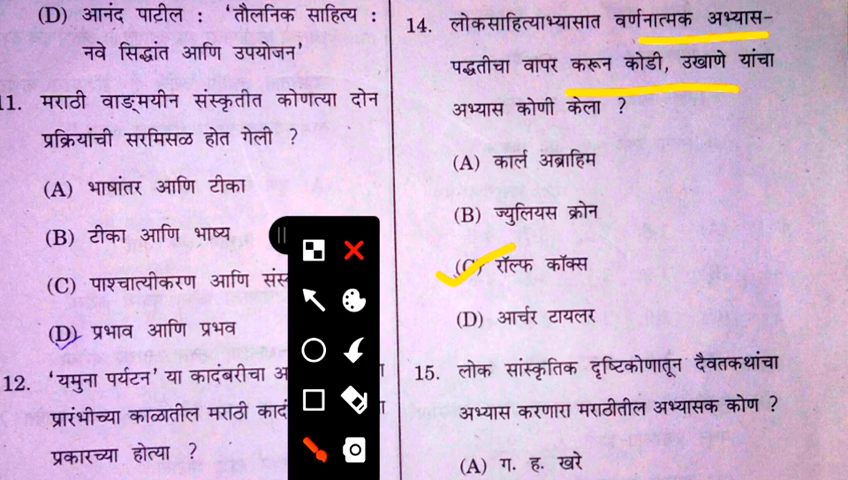 (D) आनंद पाटील : 'तौलनिक साहित्य :
नवे सिद्धांत आणि उपयोजन'
11. मराठी वाङ्मयीन संस्कृतीत कोणत्या दोन
प्रक्रियांची सरमिसळ होत गेली ?
(A) भाषांतर आणि टीका
(B) टीका आणि भाष्य
(C) पाश्चात्यीकरण आणि
(D) प्रभाव आणि प्रभव
12. 'यमुना पर्यटन' या कादंबरीचा
प्रारंभीच्या काळातील मराठी
प्रकारच्या होत्या ?
14. लोकसाहित्याभ्यासात वर्णनात्मक अभ्यास-
पद्धतीचा वापर करून कोडी, उखाणे यांचा
अभ्यास कोणी केला ?
(A) कार्ल अब्राहिम
(B) ज्युलियस क्रोन
(C) रॉल्फ कॉक्स
(D) आर्चर टायलर
15. लोक सांस्कृतिक दृष्टिकोणातून दैवतकथांचा
अभ्यास करणारा मराठीतील अभ्यासक कोण ?
(A) ग. ह. खरे